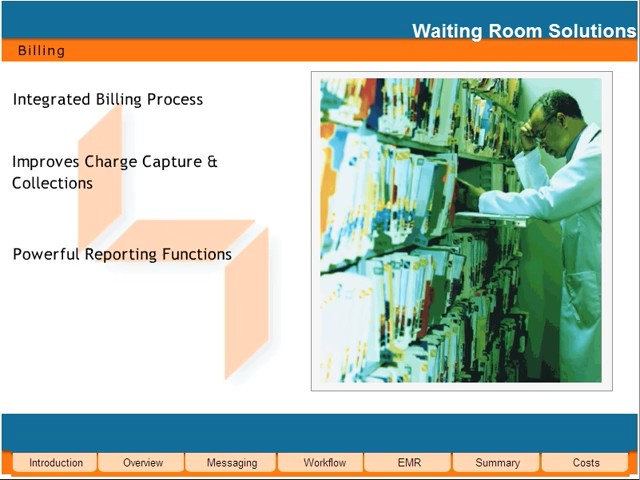 Waiting Room Solutions
Billing
Integrated Billing Process
Improves Charge Capture &
Collections
Powerful Reporting Functions
Introduction Overview Messaging Workflow EMR Summary Costs